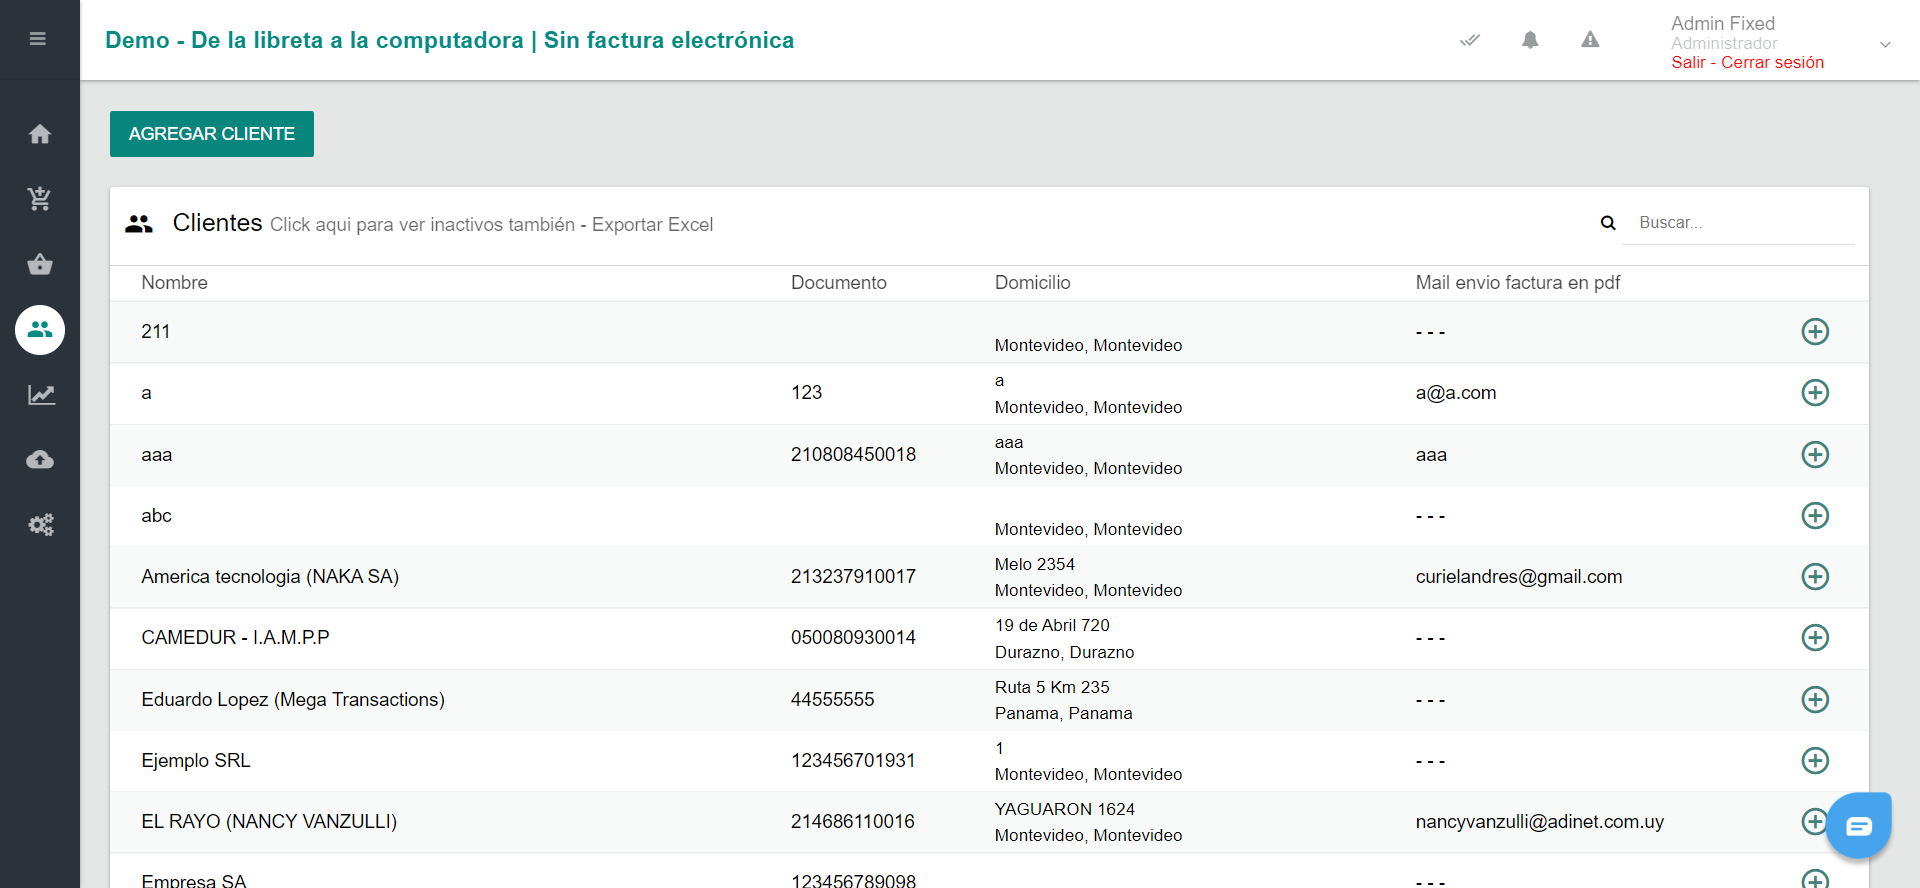 Demo - De la libreta a la computadora | Sin factura electrónica
Admin Fixed
Administrador
Salir - Cerrar sesión
AGREGAR CLIENTE
Clientes Click aqui para ver inactivos también - Exportar Excel
Buscar...
Nombre Documento Domicilio Mail envio factura en pdf
211 Montevideo, Montevideo - - -
a 123 a
Montevideo, Montevideo a@a.com
aaa 210808450018 aaa
Montevideo, Montevideo aaa
abc Montevideo, Montevideo - - -
America tecnologia (NAKA SA) 213237910017 Melo 2354
Montevideo, Montevideo curielandres@gmail.com
CAMEDUR - I.A.M.P.P 050080930014 19 de Abril 720
Durazno, Durazno - - -
Eduardo Lopez (Mega Transactions) 44555555 Ruta 5 Km 235
Panama, Panama - - -
Ejemplo SRL 123456701931 1
Montevideo, Montevideo - - -
EL RAYO (NANCY VANZULLI) 214686110016 YAGUARON 1624
Montevideo, Montevideo nancyvanzulli@adinet.com.uy
Empresa SA 123456789098 - - -